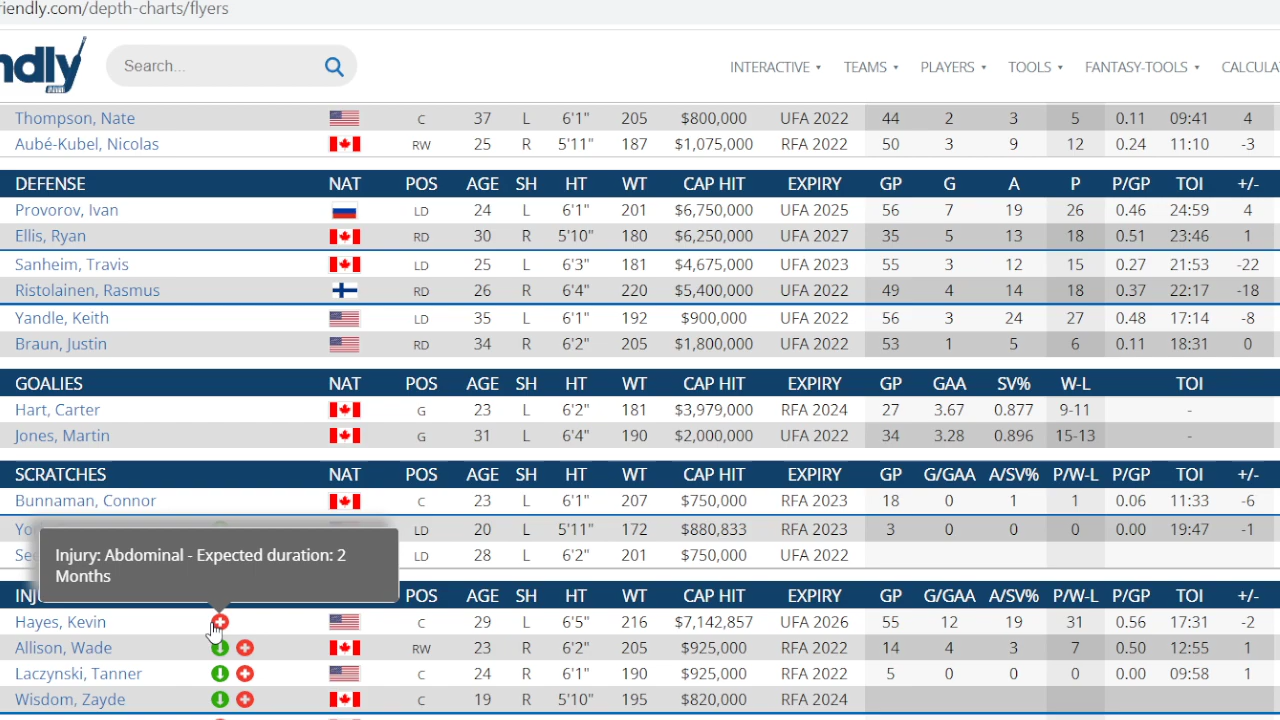 iendly.com/depth-charts/flyers
ndly Search... INTERACTIVE TEAMS PLAYERS TOOLS FANTASY-TOOLS CALCULA
Thompson, Nate C 37 L 6'1" 205 $800,000 UFA 2022 44 2 3 5 0.11 09:41 4
Aubé-Kubel, Nicolas RW 25 R 5'11" 187 $1,075,000 RFA 2022 50 3 9 12 0.24 11:10 -3
DEFENSE NAT POS AGE SH HT WT CAP HIT EXPIRY GP G A P P/GP TOI +/-
Provorov, Ivan LD 24 L 6'1" 201 $6,750,000 UFA 2025 56 7 19 26 0.46 24:59 4
Ellis, Ryan RD 30 R 5'10" 180 $6,250,000 UFA 2027 35 5 13 18 0.51 23:46 1
Sanheim, Travis LD 25 L 6'3" 181 $4,675,000 UFA 2023 55 3 12 15 0.27 21:53 -22
Ristolainen, Rasmus RD 26 R 6'4" 220 $5,400,000 UFA 2022 49 4 14 18 0.37 22:17 -18
Yandle, Keith LD 35 L 6'1" 192 $900,000 UFA 2022 56 3 24 27 0.48 17:14 -8
Braun, Justin RD 34 R 6'2" 205 $1,800,000 UFA 2022 53 1 5 6 0.11 18:31 0
GOALIES NAT POS AGE SH HT WT CAP HIT EXPIRY GP GAA SV% W-L TOI
Hart, Carter G 23 L 6'2" 181 $3,979,000 RFA 2024 27 3.67 0.877 9-11 -
Jones, Martin G 31 L 6'4" 190 $2,000,000 UFA 2022 34 3.28 0.896 15-13 -
SCRATCHES NAT POS AGE SH HT WT CAP HIT EXPIRY GP G/GAA A/SV% P/W-L P/GP TOI +/-
Bunnaman, Connor C 23 L 6'1" 207 $750,000 RFA 2023 18 0 1 1 0.06 11:33 -6
Yo LD 20 L 5'11" 172 $880,833 RFA 2023 3 0 0 0 0.00 19:47 -1
Se LD 28 L 6'2" 201 $750,000 UFA 2022
Injury: Abdominal - Expected duration: 2
Months
INJ POS AGE SH HT WT CAP HIT EXPIRY GP G/GAA A/SV% P/W-L P/GP TOI +/-
Hayes, Kevin C 29 L 6'5" 216 $7,142,857 UFA 2026 55 12 19 31 0.56 17:31 -2
Allison, Wade RW 23 R 6'2" 205 $925,000 RFA 2022 14 4 3 7 0.50 12:55 1
Laczynski, Tanner C 24 R 6'1" 190 $925,000 RFA 2022 5 0 0 0 0.00 09:58 1
Wisdom, Zayde C 19 R 5'10" 195 $820,000 RFA 2024